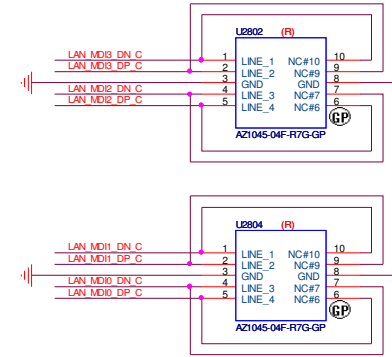 U2802 (R)
LAN_MDI3_DN_C 1 LINE_1 NC#10 10
LAN_MDI3_DP_C 2 LINE_2 NC#9 9
3 GND GND 8
LAN_MDI2_DN_C 4 LINE_3 NC#7 7
LAN_MDI2_DP_C 5 LINE_4 NC#6 6
GP
AZ1045-04F-R7G-GP
U2804 (R)
LAN_MDI1_DN_C 1 LINE_1 NC#10 10
LAN_MDI1_DP_C 2 LINE_2 NC#9 9
3 GND GND 8
LAN_MDI0_DN_C 4 LINE_3 NC#7 7
LAN_MDI0_DP_C 5 LINE_4 NC#6 6
GP
AZ1045-04F-R7G-GP